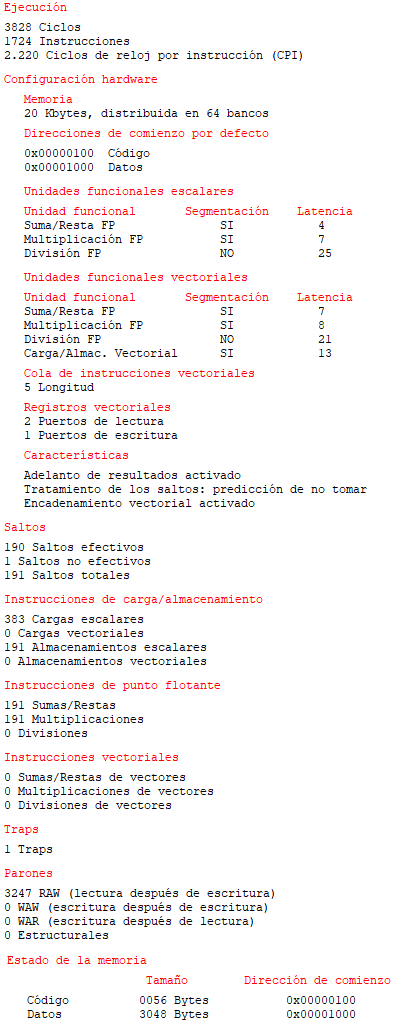 Ejecución
3828 Ciclos
1724 Instrucciones
2.220 Ciclos de reloj por instrucción (CPI)
Configuración hardware
Memoria
20 Kbytes, distribuida en 64 bancos
Direcciones de comienzo por defecto
0x00000100 Código
0x00001000 Datos
Unidades funcionales escalares
Unidad funcional Segmentación Latencia
Suma/Resta FP SI 4
Multiplicación FP SI 7
División FP NO 25
Unidades funcionales vectoriales
Unidad funcional Segmentación Latencia
Suma/Resta FP SI 7
Multiplicación FP SI 8
División FP NO 21
Carga/Almac. Vectorial SI 13
Cola de instrucciones vectoriales
5 Longitud
Registros vectoriales
2 Puertos de lectura
1 Puertos de escritura
Características
Adelanto de resultados activado
Tratamiento de los saltos: predicción de no tomar
Encadenamiento vectorial activado
Saltos
190 Saltos efectivos
1 Saltos no efectivos
191 Saltos totales
Instrucciones de carga/almacenamiento
383 Cargas escalares
0 Cargas vectoriales
191 Almacenamientos escalares
0 Almacenamientos vectoriales
Instrucciones de punto flotante
191 Sumas/Restas
191 Multiplicaciones
0 Divisiones
Instrucciones vectoriales
0 Sumas/Restas de vectores
0 Multiplicaciones de vectores
0 Divisiones de vectores
Traps
1 Traps
Parones
3247 RAW (lectura después de escritura)
0 WAW (escritura después de escritura)
0 WAR (escritura después de lectura)
0 Estructurales
Estado de la memoria
Tamaño Dirección de comienzo
Código 0056 Bytes 0x00000100
Datos 3048 Bytes 0x00001000